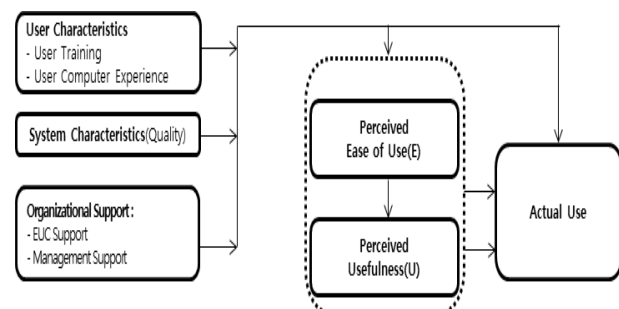 User Characteristics
- User Training
- User Computer Experience
System Characteristics(Quality)
Organizational Support :
- EUC Support
- Management Support
Perceived
Ease of Use(E)
Perceived
Usefulness(U)
Actual Use